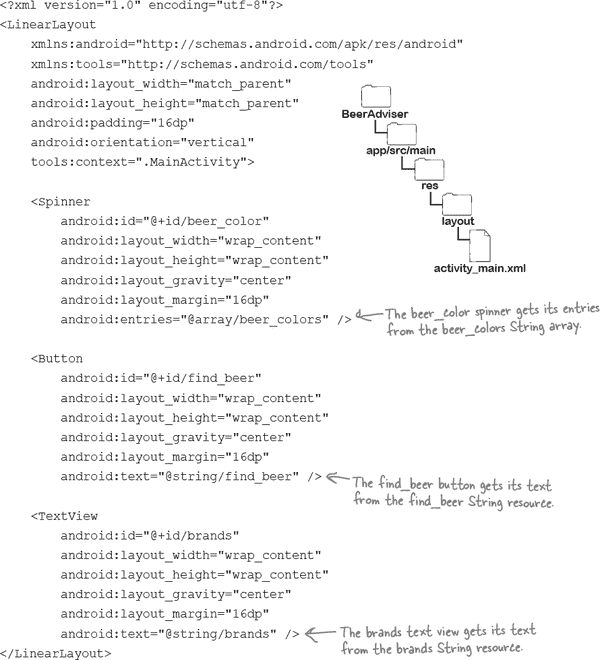 <?xml version="1.0" encoding="utf-8"?>
<LinearLayout
xmlns:android="http://schemas.android.com/apk/res/android"
xmlns:tools="http://schemas.android.com/tools"
android:layout_width="match_parent"
android:layout_height="match_parent"
android:padding="16dp"
android:orientation="vertical"
tools:context=".MainActivity">
BeerAdviser
app/src/main
res
layout
activity_main.xml
<Spinner
android:id="@+id/beer_color"
android:layout_width="wrap_content"
android:layout_height="wrap_content"
android:layout_gravity="center"
android:layout_margin="16dp"
android:entries="@array/beer_colors" />
The beer_color spinner gets its entries
from the beer_colors String array.
<Button
android:id="@+id/find_beer"
android:layout_width="wrap_content"
android:layout_height="wrap_content"
android:layout_gravity="center"
android:layout_margin="16dp"
android:text="@string/find_beer" />
The find_beer button gets its text
from the find_beer String resource.
<TextView
android:id="@+id/brands"
android:layout_width="wrap_content"
android:layout_height="wrap_content"
android:layout_gravity="center"
android:layout_margin="16dp"
android:text="@string/brands" />
The brands text view gets its text
from the brands String resource.
</LinearLayout>